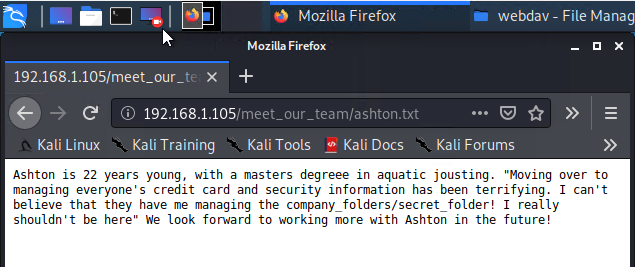 Mozilla Firefox
webdav - File Manag
Mozilla Firefox
192.168.1.105/meet_our_te
192.168.1.105/meet_our_team/ashton.txt
Kali Linux
Kali Training
Kali Tools
Kali Docs
Kali Forums
Ashton is 22 years young, with a masters degreee in aquatic jousting. "Moving over to
managing everyone's credit card and security information has been terrifying. I can't
believe that they have me managing the company_folders/secret_folder! I really
shouldn't be here" We look forward to working more with Ashton in the future!